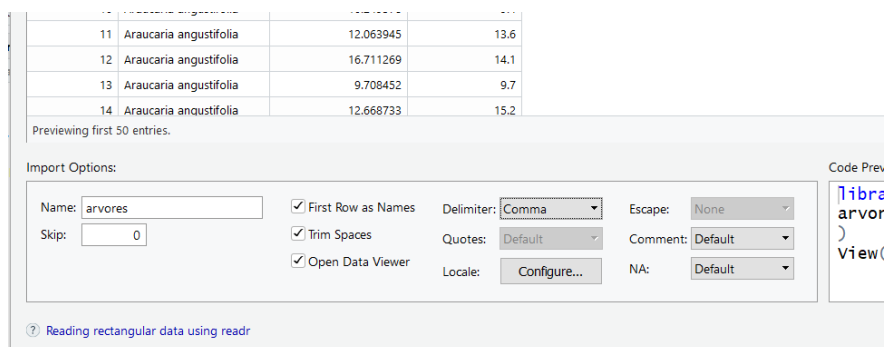 11 Araucaria angustifolia 12.063945 13.6
12 Araucaria angustifolia 16.711269 14.1
13 Araucaria angustifolia 9.708452 9.7
14 Araucaria angustifolia 12.668733 15.2
Previewing first 50 entries.
Import Options:
Name: arvores
Skip: 0
First Row as Names
Trim Spaces
Open Data Viewer
Delimiter: Comma
Quotes: Default
Locale: Configure...
Escape: None
Comment: Default
NA: Default
Code Prev
libra
arvor
)
View(
? Reading rectangular data using readr